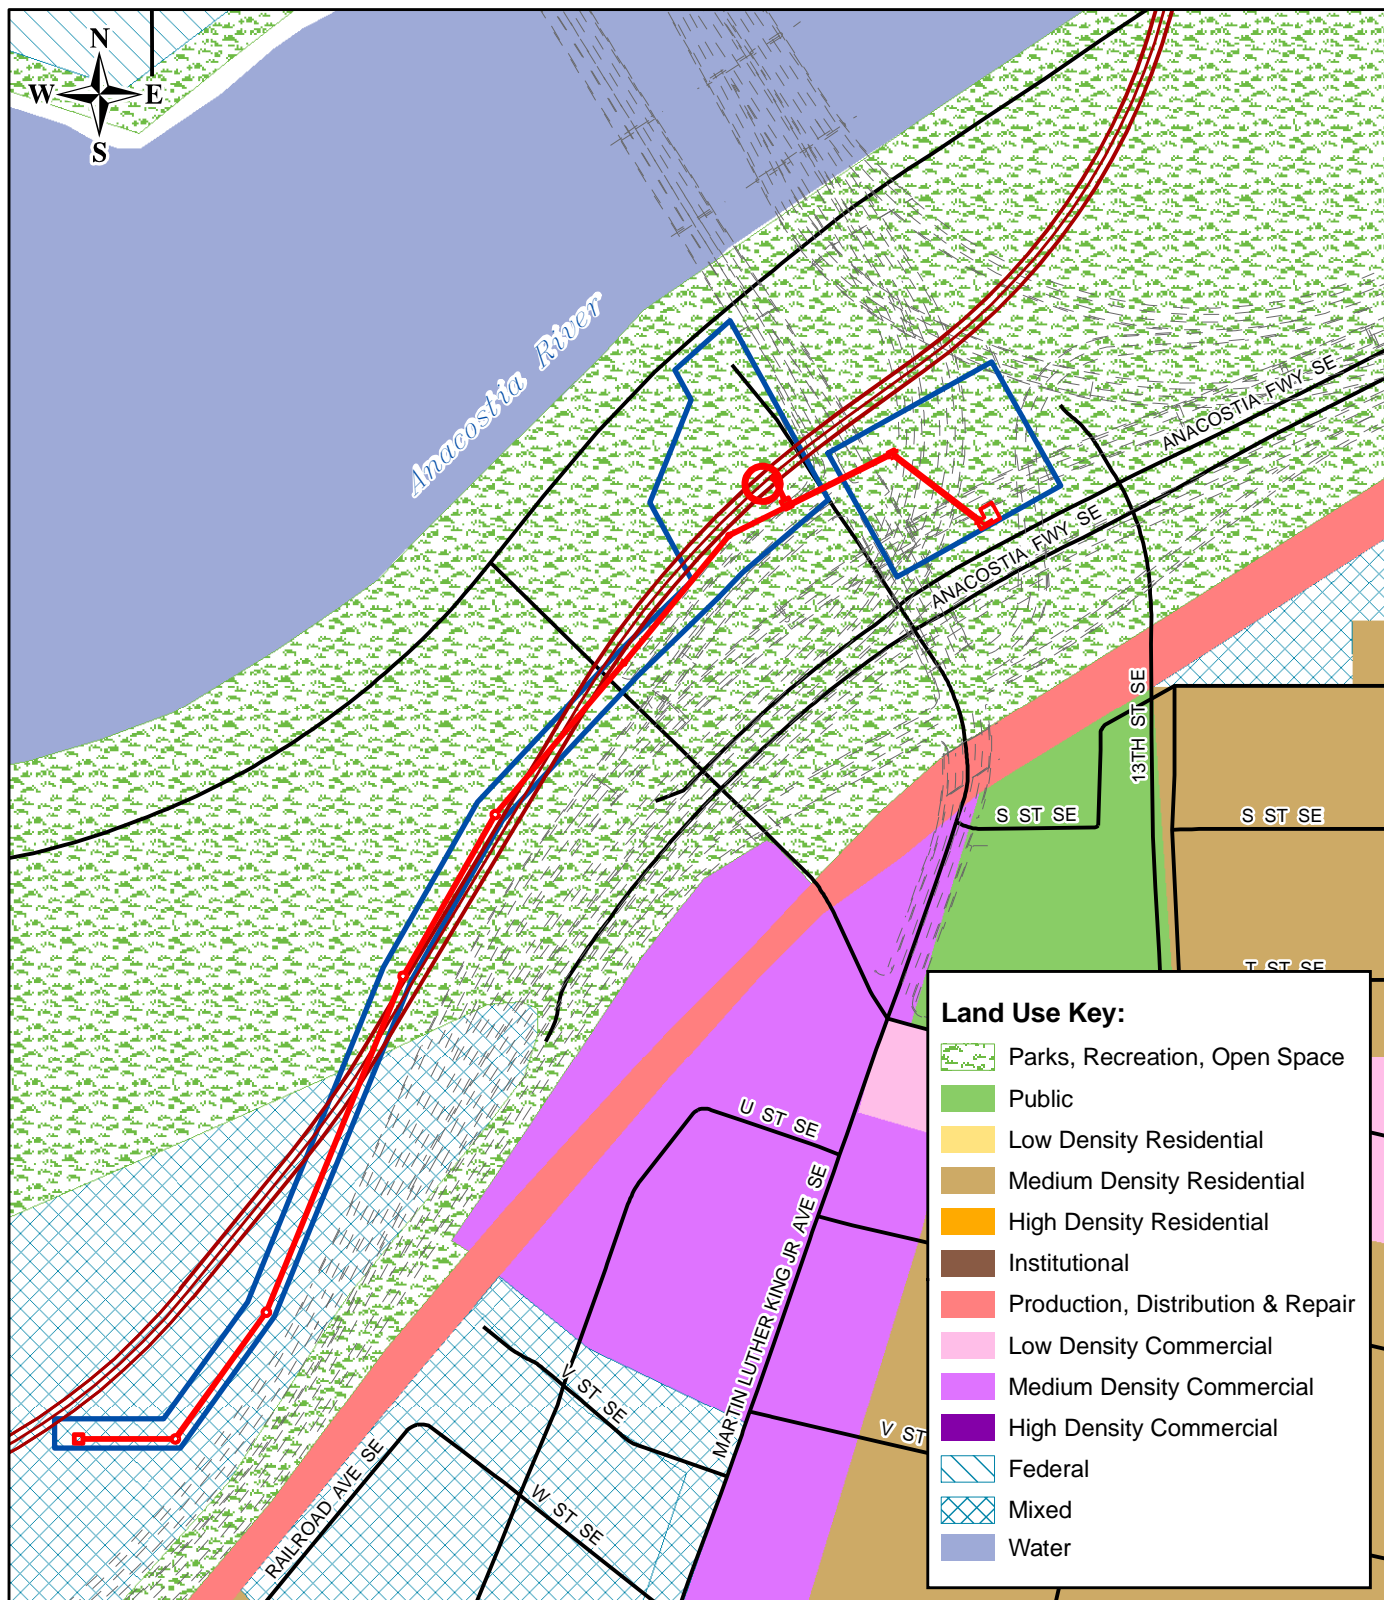 N
W E
S
Anacostia River
ANACOSTIA FWY SE
ANACOSTIA FWY SE
13TH ST SE
S ST SE
S ST SE
T ST SE
U ST SE
MARTIN LUTHER KING JR AVE SE
V ST SE
V ST
W ST SE
RAILROAD AVE SE
Land Use Key:
Parks, Recreation, Open Space
Public
Low Density Residential
Medium Density Residential
High Density Residential
Institutional
Production, Distribution & Repair
Low Density Commercial
Medium Density Commercial
High Density Commercial
Federal
Mixed
Water